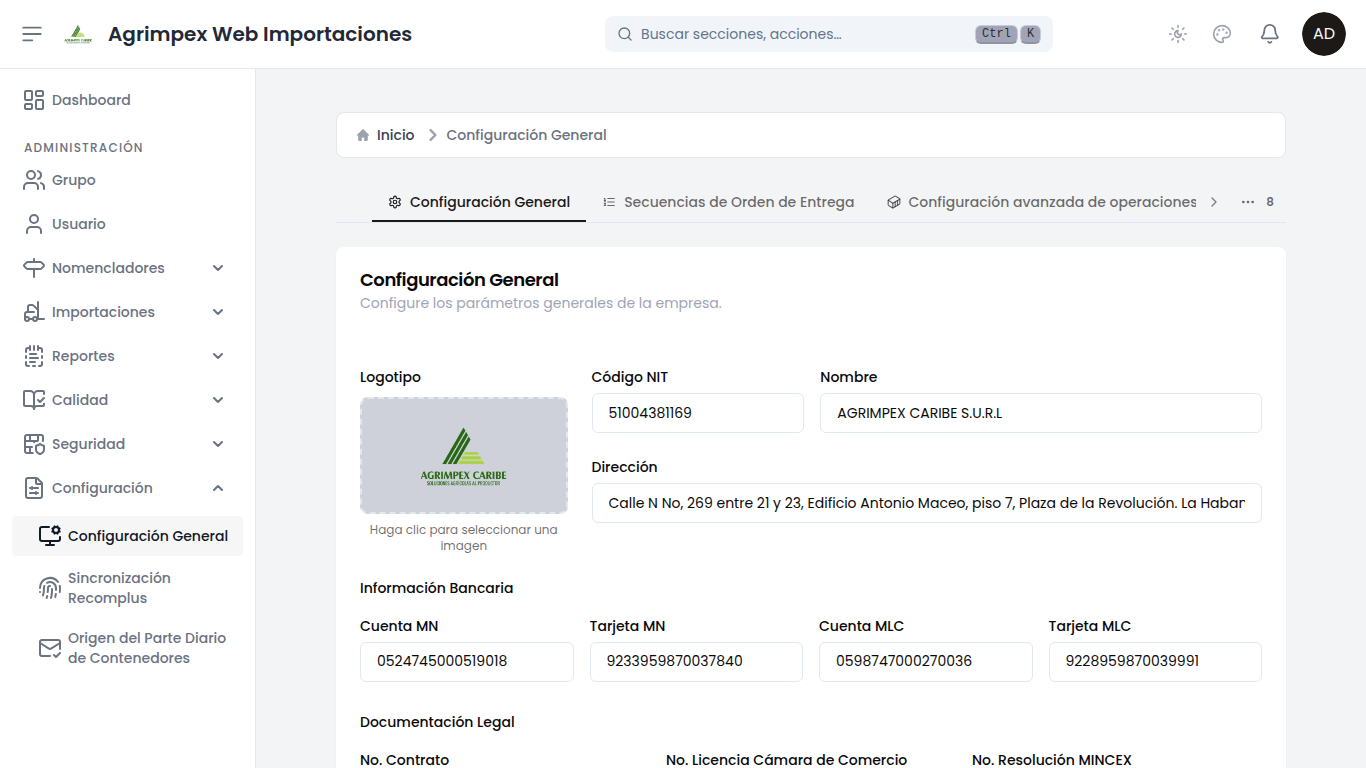 Agrimpex Web Importaciones
Buscar secciones, acciones...
Ctrl K
AD
Dashboard
ADMINISTRACIÓN
Grupo
Usuario
Nomencladores
Importaciones
Reportes
Calidad
Seguridad
Configuración
Configuración General
Sincronización
Recomplus
Origen del Parte Diario
de Contenedores
Inicio
Configuración General
Configuración General
Secuencias de Orden de Entrega
Configuración avanzada de operaciones
8
Configuración General
Configure los parámetros generales de la empresa.
Logotipo
AGRIMPEX CARIBE
SOLUCIONES AGRÍCOLAS AL PRODUCTOR
Haga clic para seleccionar una
imagen
Código NIT
51004381169
Nombre
AGRIMPEX CARIBE S.U.R.L
Dirección
Calle N No, 269 entre 21 y 23, Edificio Antonio Maceo, piso 7, Plaza de la Revolución. La Haban
Información Bancaria
Cuenta MN
0524745000519018
Tarjeta MN
9233959870037840
Cuenta MLC
0598747000270036
Tarjeta MLC
9228959870039991
Documentación Legal
No. Contrato
No. Licencia Cámara de Comercio
No. Resolución MINCEX